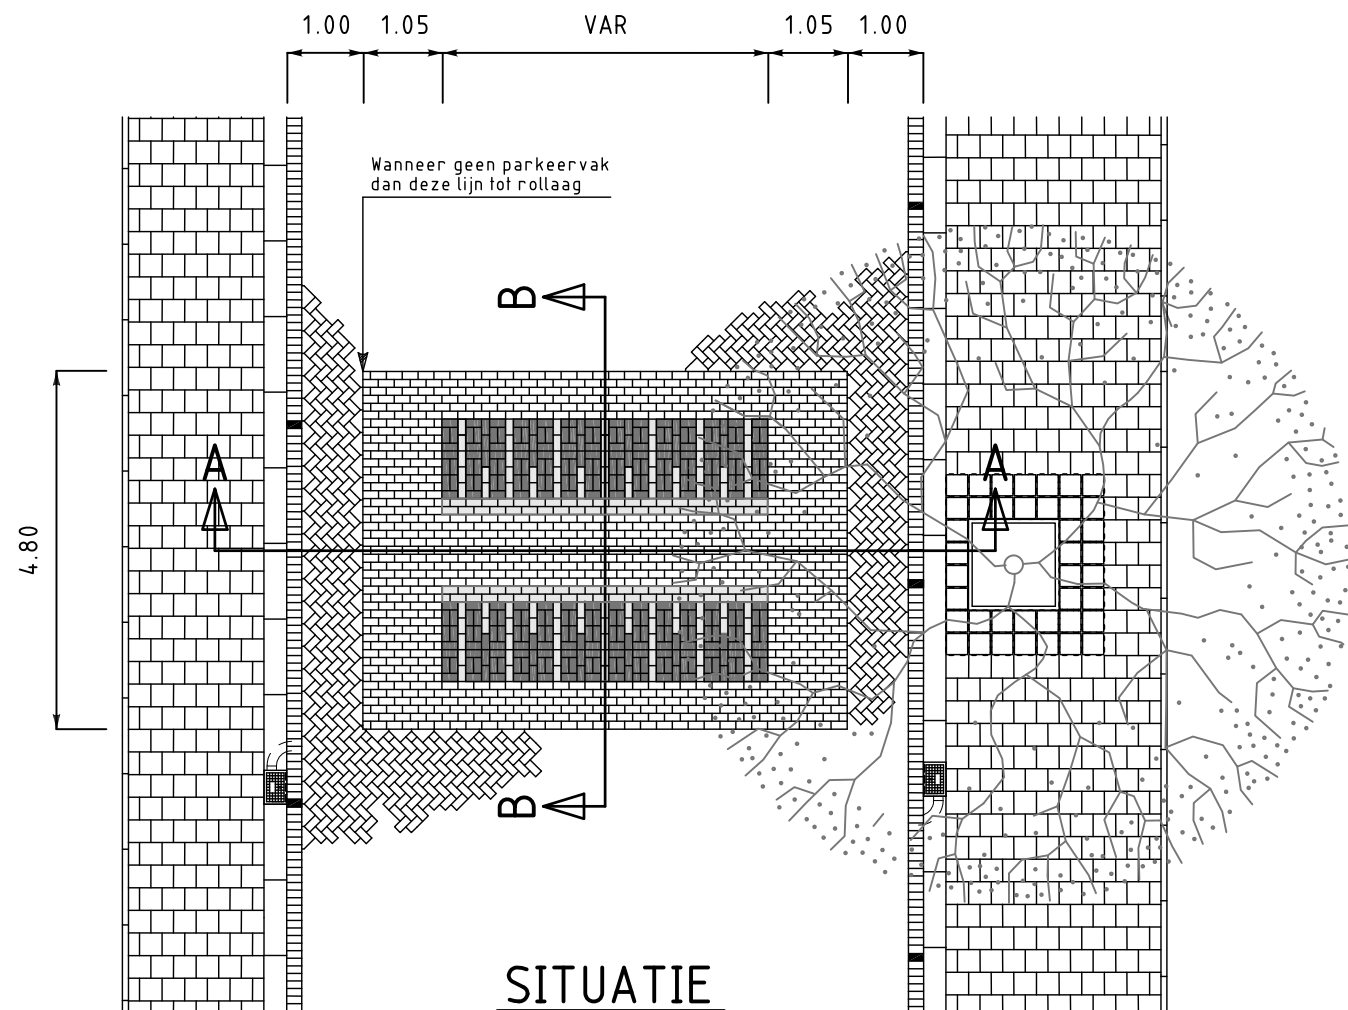 1.00 1.05 VAR 1.05 1.00
Wanneer geen parkeervak
dan deze lijn tot rollaag
B
A A
4.80
B
SITUATIE